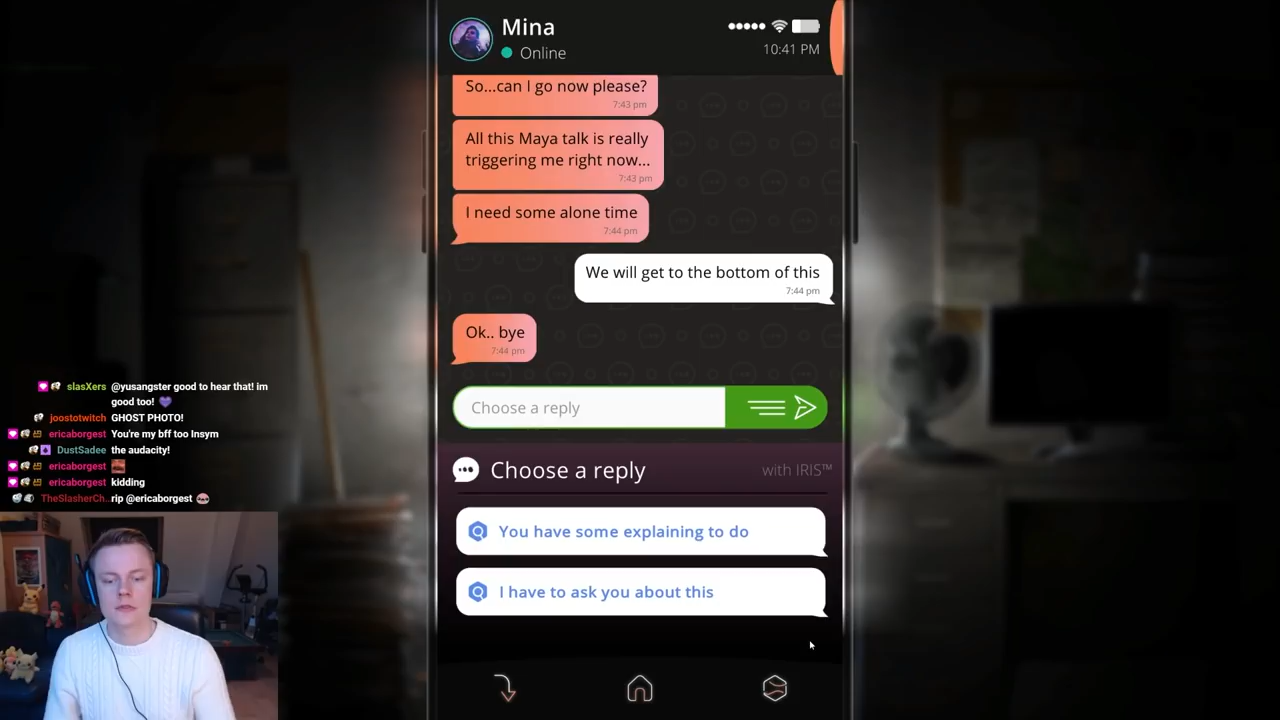 Mina
Online
10:41 PM
So...can I go now please?
7:43 pm
All this Maya talk is really
triggering me right now...
7:43 pm
I need some alone time
7:44 pm
We will get to the bottom of this
7:44 pm
Ok.. bye
7:44 pm
Choose a reply
Choose a reply
with IRIS™
You have some explaining to do
I have to ask you about this
slasXers @yusangster good to hear that! im
good too!
joostotwitch GHOST PHOTO!
ericaborgest You're my bff too Insym
DustSadee the audacity!
ericaborgest
ericaborgest kidding
TheSlasherCh.. rip @ericaborgest